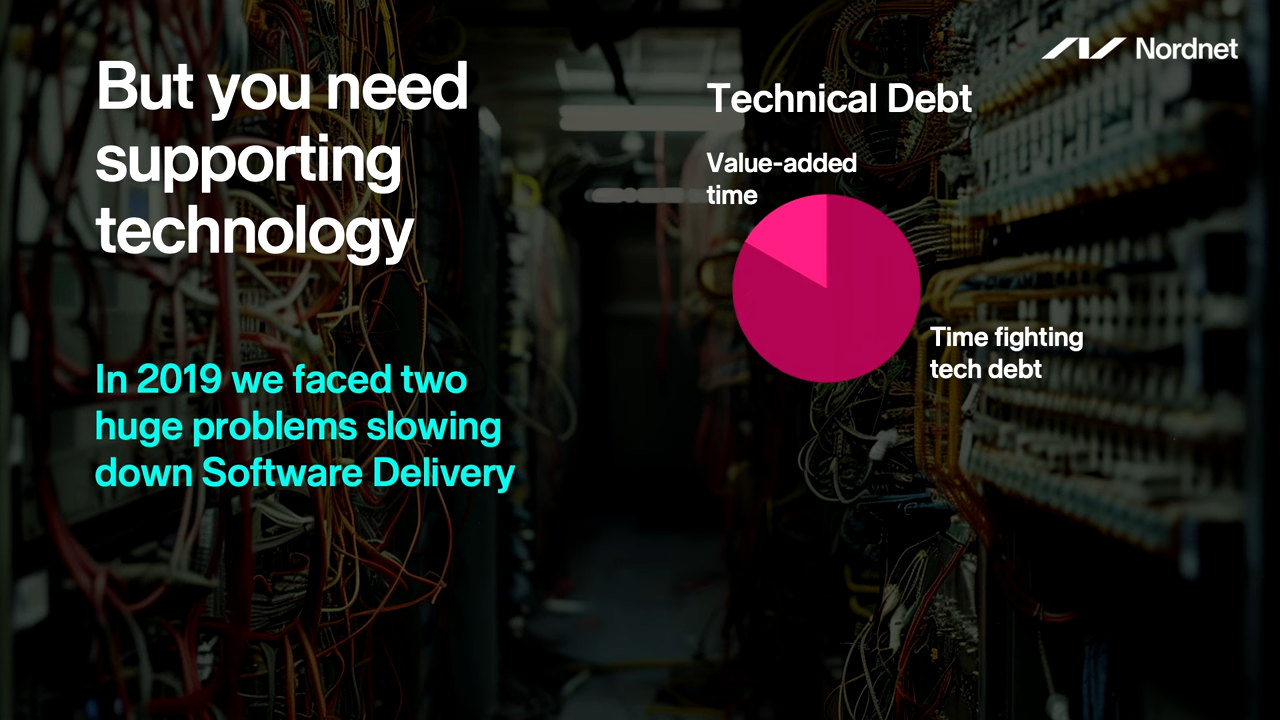 But you need
supporting
technology
In 2019 we faced two
huge problems slowing
down Software Delivery
Nordnet
Technical Debt
Value-added
time
Time fighting
tech debt